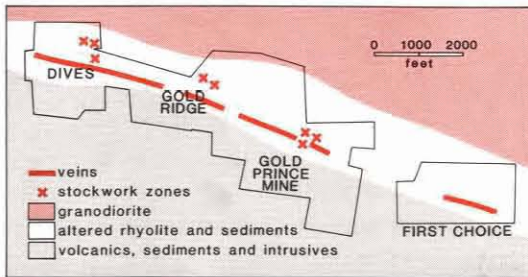 0 1000 2000
feet
DIVES
GOLD
RIDGE
GOLD
PRINCE
MINE
FIRST CHOICE
veins
stockwork zones
granodiorite
altered rhyolite and sediments
volcanics, sediments and intrusives